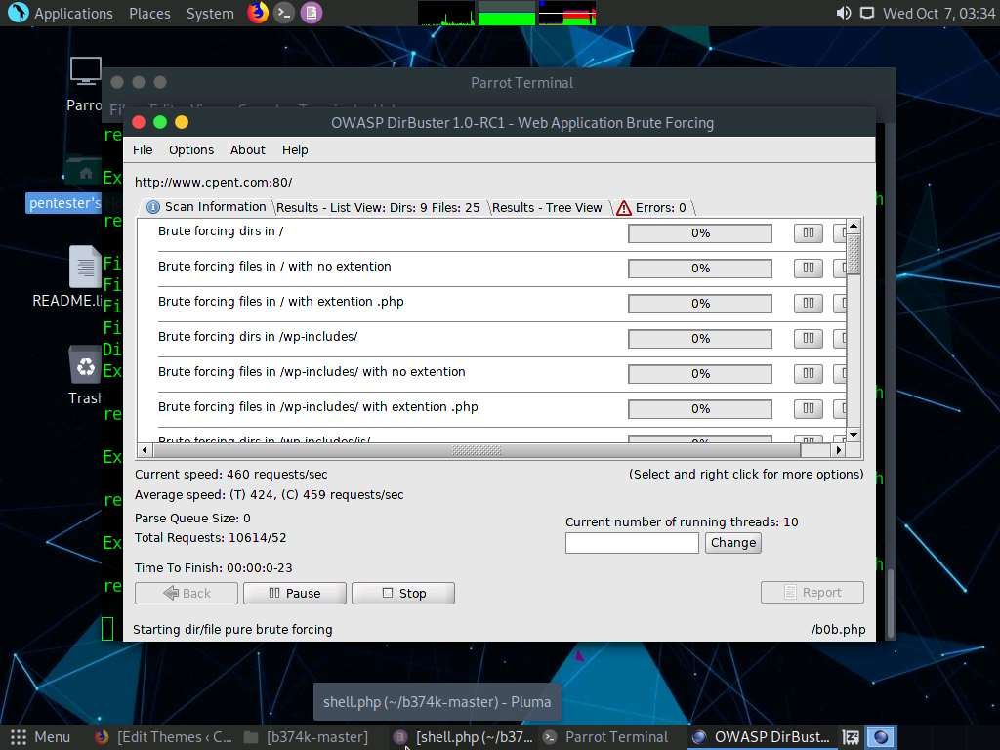 Applications Places System
Wed Oct 7, 03:34
Parrot Terminal
OWASP DirBuster 1.0-RC1 - Web Application Brute Forcing
File Options About Help
http://www.cpent.com:80/
Scan Information Results - List View: Dirs: 9 Files: 25 Results - Tree View Errors: 0
Brute forcing dirs in / 0%
Brute forcing files in / with no extention 0%
Brute forcing files in / with extention .php 0%
Brute forcing dirs in /wp-includes/ 0%
Brute forcing files in /wp-includes/ with no extention 0%
Brute forcing files in /wp-includes/ with extention .php 0%
Brute forcing dirs in /wp-includes/js/ 0%
Current speed: 460 requests/sec
(Select and right click for more options)
Average speed: (T) 424, (C) 459 requests/sec
Parse Queue Size: 0
Total Requests: 10614/52
Current number of running threads: 10
Change
Time To Finish: 00:00:0-23
Back Pause Stop Report
Starting dir/file pure brute forcing
/b0b.php
Parro
pentester's
README.li
Trash
re
Ex
re
Fi
Fi
Fi
Fi
Di
Ex
re
Ex
re
Ex
re
h
h
h
h
shell.php (~/b374k-master) - Pluma
Menu [Edit Themes ‹ C... [b374k-master] [shell.php (~/b37... Parrot Terminal OWASP DirBust...